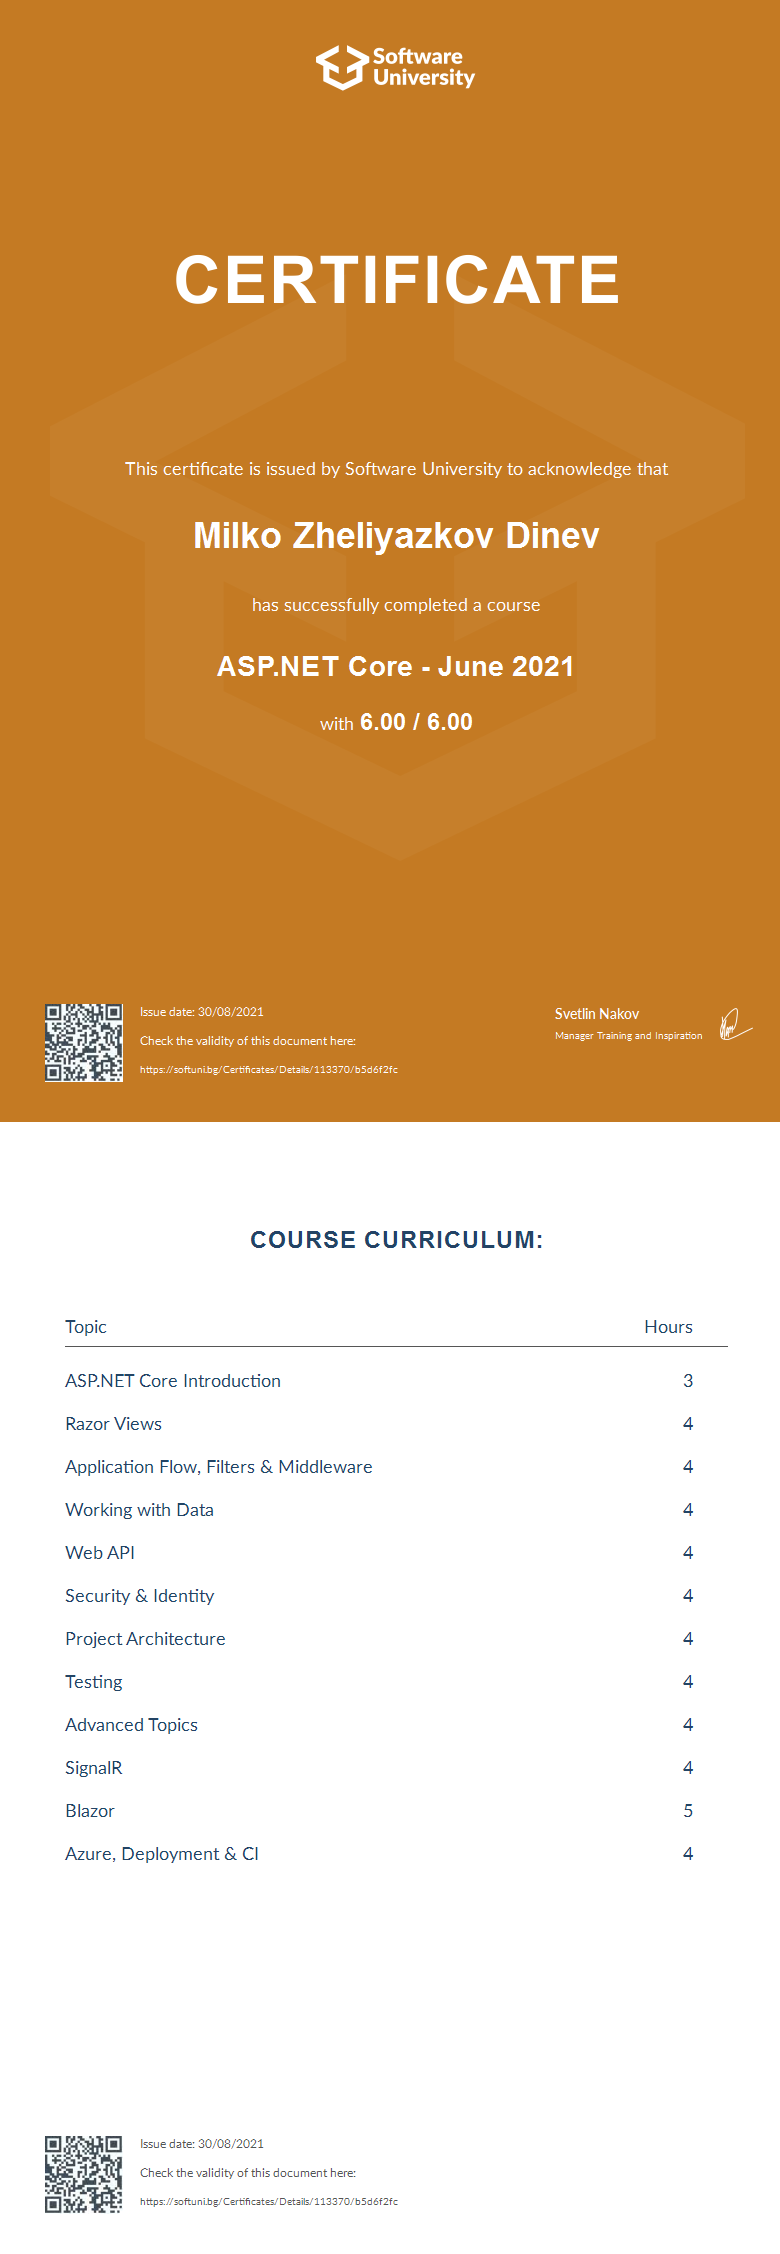 Software
University
CERTIFICATE
This certificate is issued by Software University to acknowledge that
Milko Zheliyazkov Dinev
has successfully completed a course
ASP.NET Core - June 2021
with 6.00 / 6.00
Issue date: 30/08/2021
Check the validity of this document here:
https://softuni.bg/Certificates/Details/113370/b5d6f2fc
Svetlin Nakov
Manager Training and Inspiration
COURSE CURRICULUM:
Topic Hours
ASP.NET Core Introduction 3
Razor Views 4
Application Flow, Filters & Middleware 4
Working with Data 4
Web API 4
Security & Identity 4
Project Architecture 4
Testing 4
Advanced Topics 4
SignalR 4
Blazor 5
Azure, Deployment & CI 4
Issue date: 30/08/2021
Check the validity of this document here:
https://softuni.bg/Certificates/Details/113370/b5d6f2fc